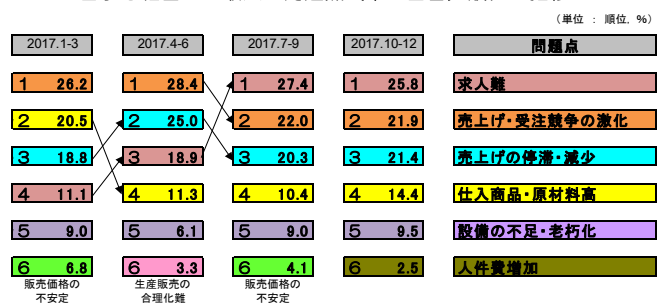 (単位 : 順位, %)
2017.1-3 2017.4-6 2017.7-9 2017.10-12 問題点
1 26.2 1 28.4 1 27.4 1 25.8 求人難
2 20.5 2 25.0 2 22.0 2 21.9 売上げ・受注競争の激化
3 18.8 3 18.9 3 20.3 3 21.4 売上げの停滞・減少
4 11.1 4 11.3 4 10.4 4 14.4 仕入商品・原材料高
5 9.0 5 6.1 5 9.0 5 9.5 設備の不足・老朽化
6 6.8 6 3.3 6 4.1 6 2.5 人件費増加
販売価格の 生産販売の 販売価格の
不安定 合理化難 不安定